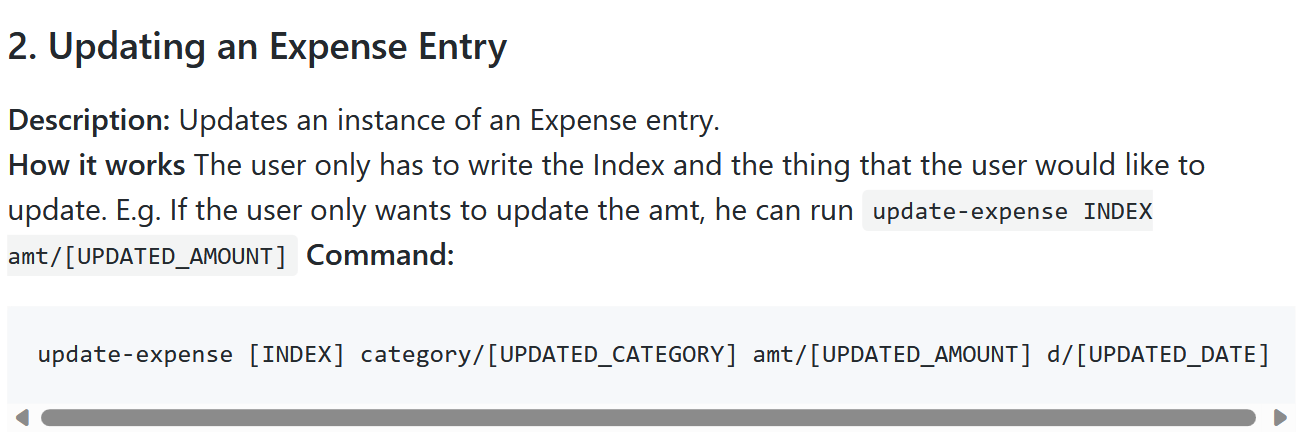 2. Updating an Expense Entry
Description: Updates an instance of an Expense entry.
How it works The user only has to write the Index and the thing that the user would like to
update. E.g. If the user only wants to update the amt, he can run update-expense INDEX
amt/[UPDATED_AMOUNT] Command:
update-expense [INDEX] category/[UPDATED_CATEGORY] amt/[UPDATED_AMOUNT] d/[UPDATED_DATE]